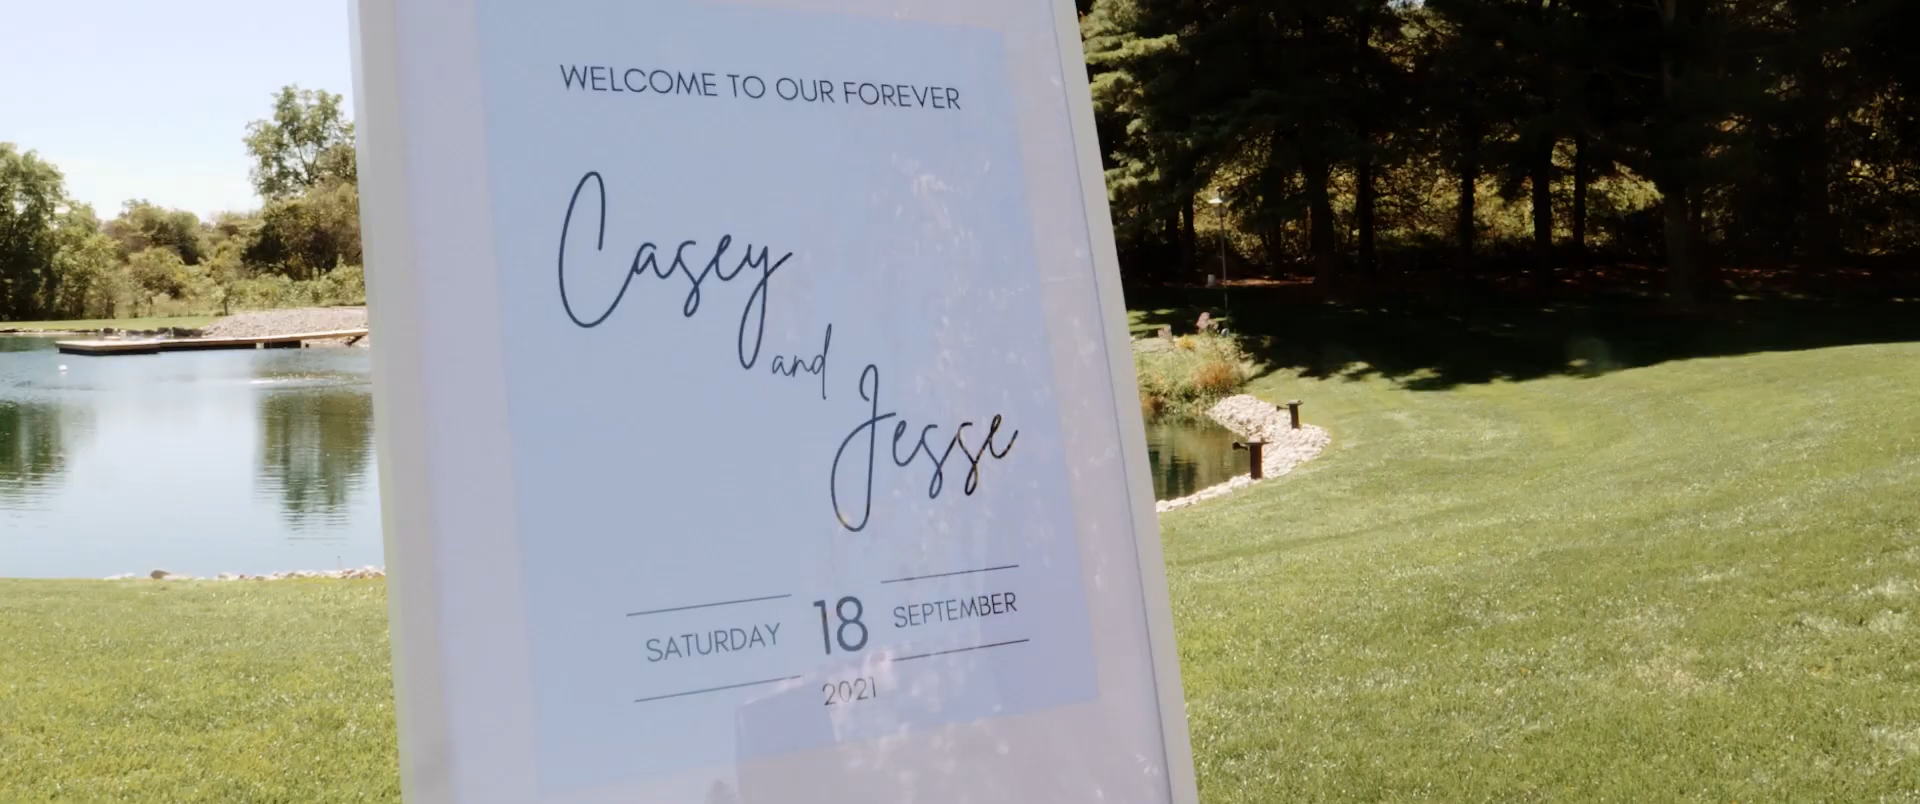 WELCOME TO OUR FOREVER
Casey
and
Jesse
SATURDAY 18 SEPTEMBER
2021